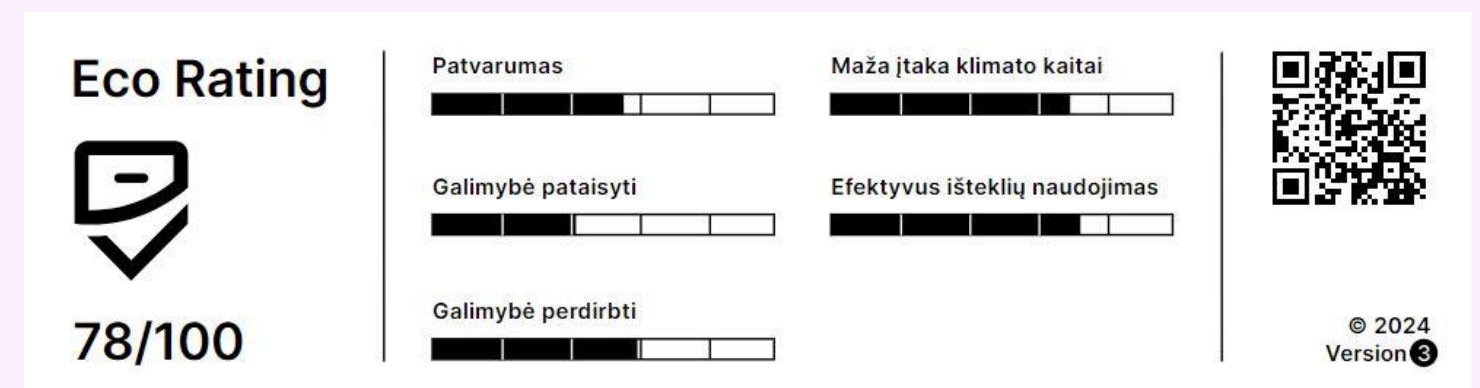 Eco Rating
78/100
Patvarumas
Galimybė pataisyti
Galimybė perdirbti
Maža įtaka klimato kaitai
Efektyvus išteklių naudojimas
© 2024
Version 3